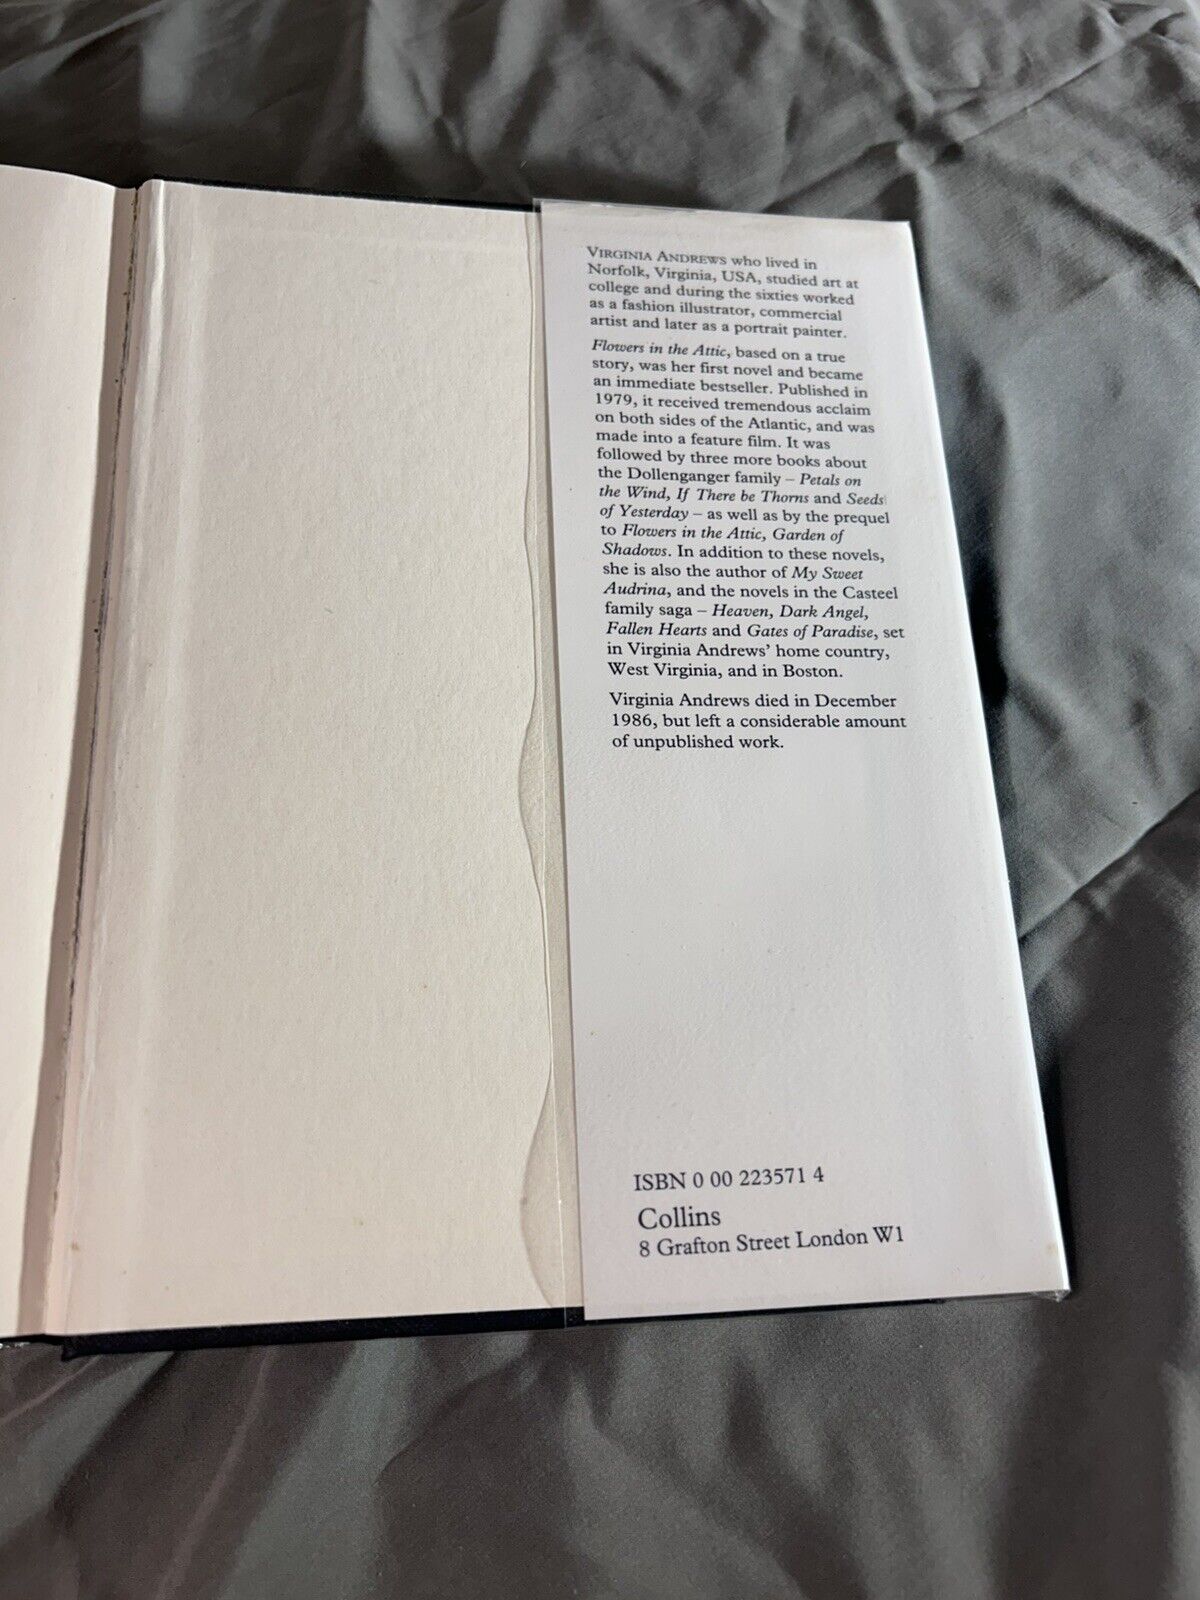 VIRGINIA ANDREWS who lived in
Norfolk, Virginia, USA, studied art at
college and during the sixties worked
as a fashion illustrator, commercial
artist and later as a portrait painter.
Flowers in the Attic, based on a true
story, was her first novel and became
an immediate bestseller. Published in
1979, it received tremendous acclaim
on both sides of the Atlantic, and was
made into a feature film. It was
followed by three more books about
the Dollenganger family – Petals on
the Wind, If There be Thorns and Seeds
of Yesterday – as well as by the prequel
to Flowers in the Attic, Garden of
Shadows. In addition to these novels,
she is also the author of My Sweet
Audrina, and the novels in the Casteel
family saga – Heaven, Dark Angel,
Fallen Hearts and Gates of Paradise, set
in Virginia Andrews' home country,
West Virginia, and in Boston.
Virginia Andrews died in December
1986, but left a considerable amount
of unpublished work.
ISBN 0 00 223571 4
Collins
8 Grafton Street London W1